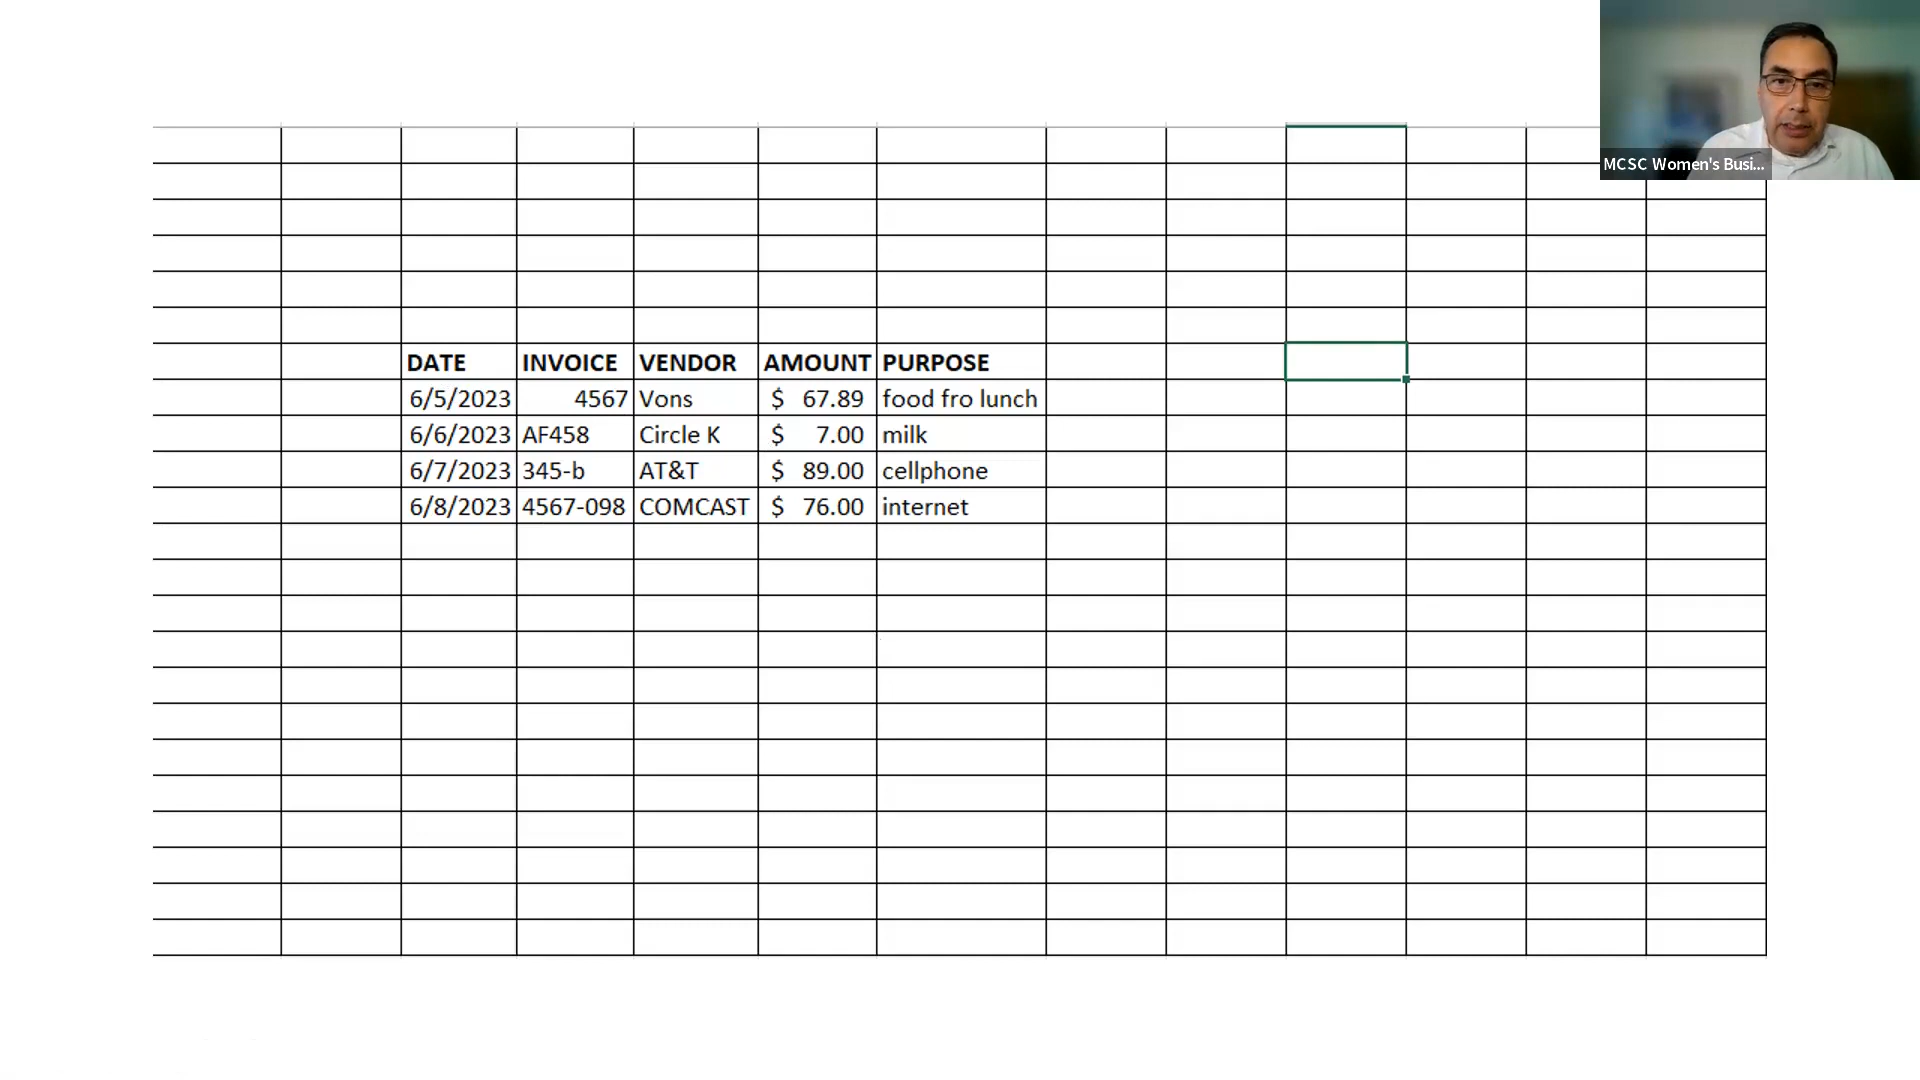 MCSC Women's Busi...
DATE INVOICE VENDOR AMOUNT PURPOSE
6/5/2023 4567 Vons $ 67.89 food fro lunch
6/6/2023 AF458 Circle K $ 7.00 milk
6/7/2023 345-b AT&T $ 89.00 cellphone
6/8/2023 4567-098 COMCAST $ 76.00 internet